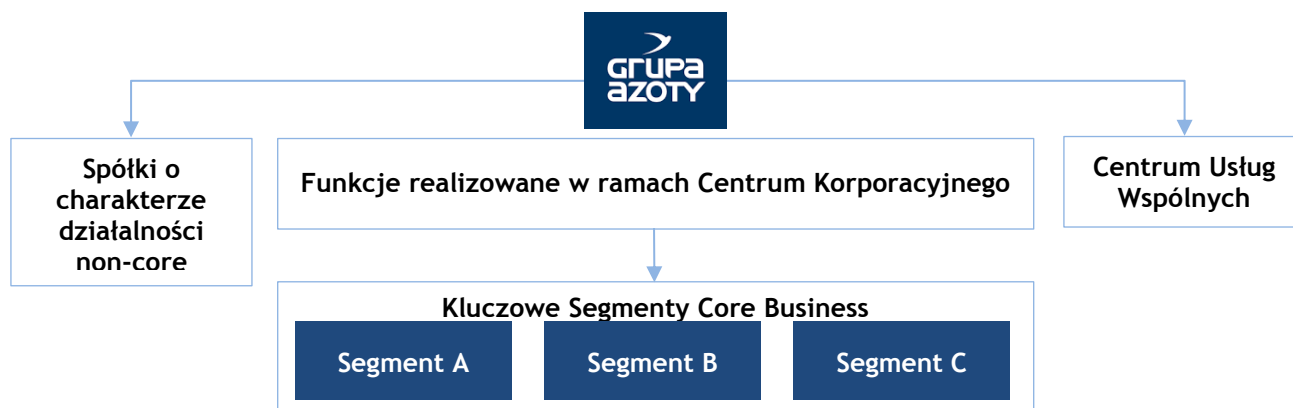 GRUPA
AZOTY
Spółki o
charakterze
działalności
non-core
Funkcje realizowane w ramach Centrum Korporacyjnego
Centrum Usług
Wspólnych
Kluczowe Segmenty Core Business
Segment A
Segment B
Segment C